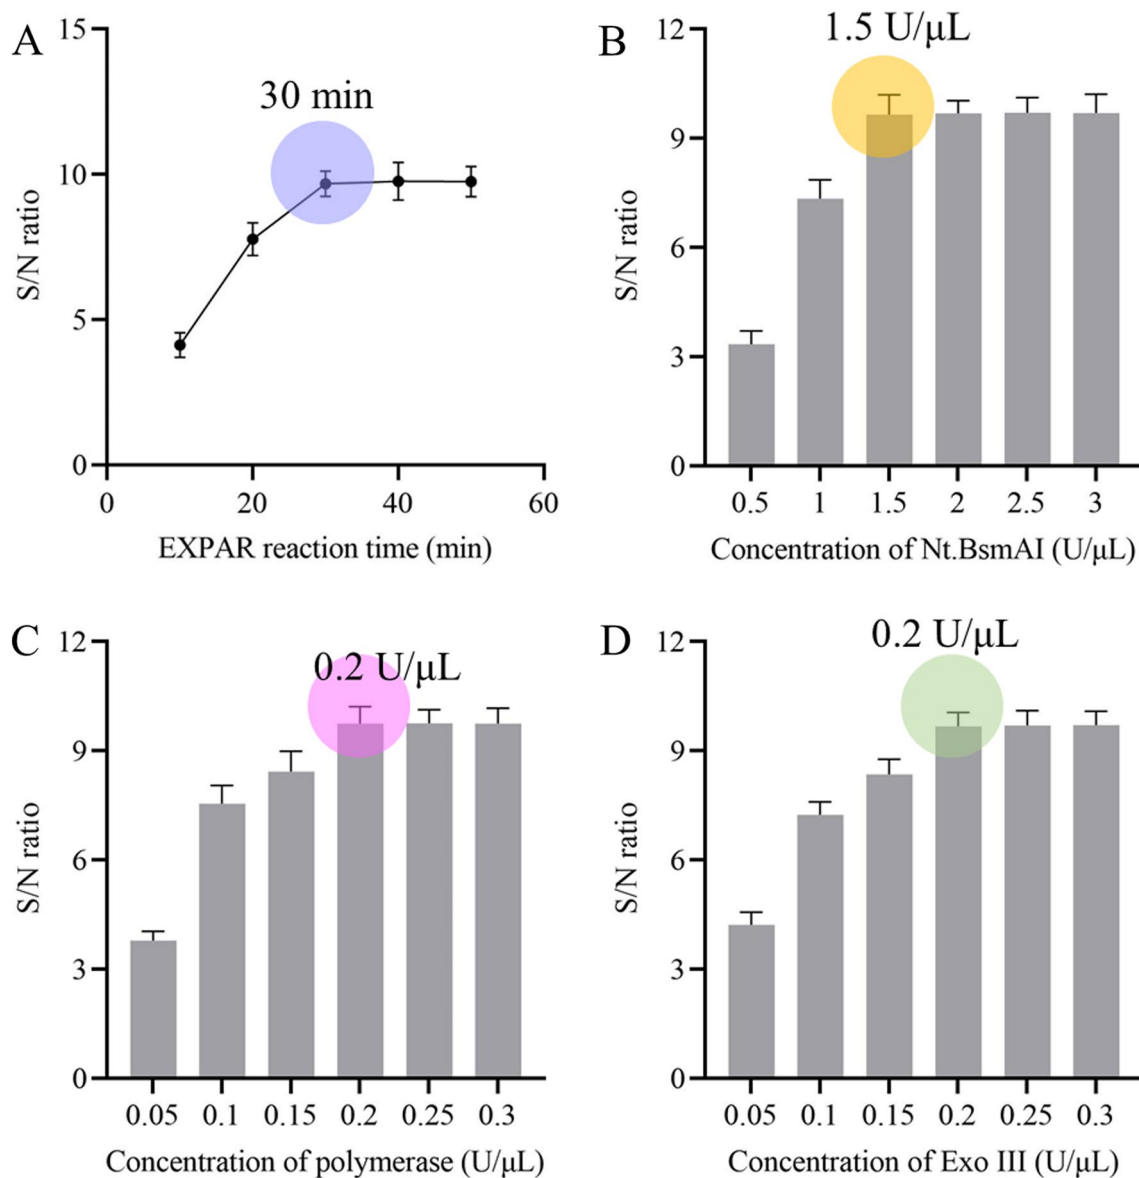 A
15
10
5
0
S/N ratio
30 min
0
20
40
60
EXPAR reaction time (min)
B
12
9
6
3
0
S/N ratio
1.5 U/μL
0.5
1
1.5
2
2.5
3
Concentration of Nt.BsmAI (U/μL)
C
12
9
6
3
0
S/N ratio
0.2 U/μL
0.05
0.1
0.15
0.2
0.25
0.3
Concentration of polymerase (U/μL)
D
12
9
6
3
0
S/N ratio
0.2 U/μL
0.05
0.1
0.15
0.2
0.25
0.3
Concentration of Exo III (U/μL)